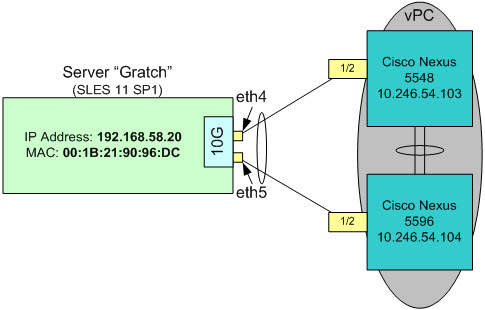 vPC
Server “Gratch”
(SLES 11 SP1)
IP Address: 192.168.58.20
MAC: 00:1B:21:90:96:DC
10G
eth4
eth5
1/2
Cisco Nexus
5548
10.246.54.103
1/2
Cisco Nexus
5596
10.246.54.104